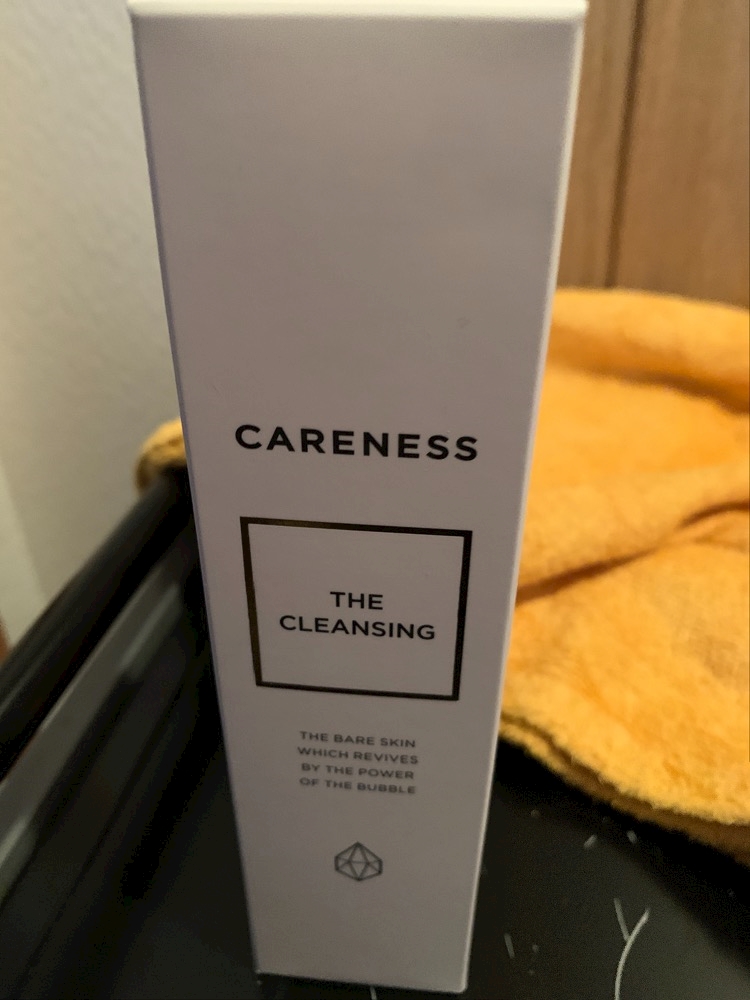 CARENESS
THE
CLEANSING
THE BARE SKIN
WHICH REVIVES
BY THE POWER
OF THE BUBBLE